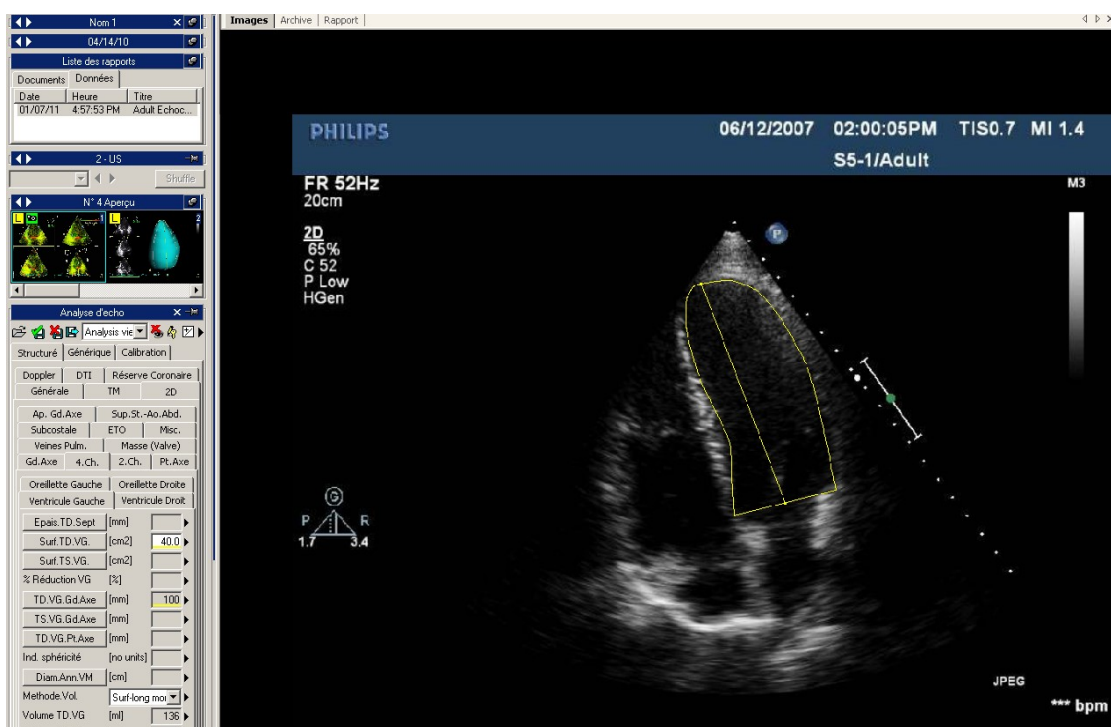 Nom 1
04/14/10
Liste des rapports
Documents Données
Date Heure Titre
01/07/11 4:57:53 PM Adult Echoc...
2 - US
Shuffle
N° 4 Aperçu
L 1 L 2
Analyse d'echo
Analysis vie
Structuré Générique Calibration
Doppler DTI Réserve Coronaire
Générale TM 2D
Ap. Gd.Axe Sup.St.-Ao.Abd.
Subcostale ETO Misc.
Veines Pulm. Masse (Valve)
Gd.Axe 4.Ch. 2.Ch. Pt.Axe
Oreillette Gauche Oreillette Droite
Ventricule Gauche Ventricule Droit
Epais.TD.Sept [mm]
Surf.TD.VG. [cm2] 40.0
Surf.TS.VG. [cm2]
% Réduction VG [%]
TD.VG.Gd.Axe [mm] 100
TS.VG.Gd.Axe [mm]
TD.VG.Pt.Axe [mm]
Ind. sphéricité [no units]
Diam.Ann.VM [cm]
Methode.Vol. Surf-long mo
Volume TD.VG [ml] 136
Images Archive Rapport
PHILIPS 06/12/2007 02:00:05PM TIS0.7 MI 1.4
S5-1/Adult
FR 52Hz M3
20cm
2D
65%
C 52
P Low
HGen
P
G
P R
1.7 3.4
JPEG
*** bpm